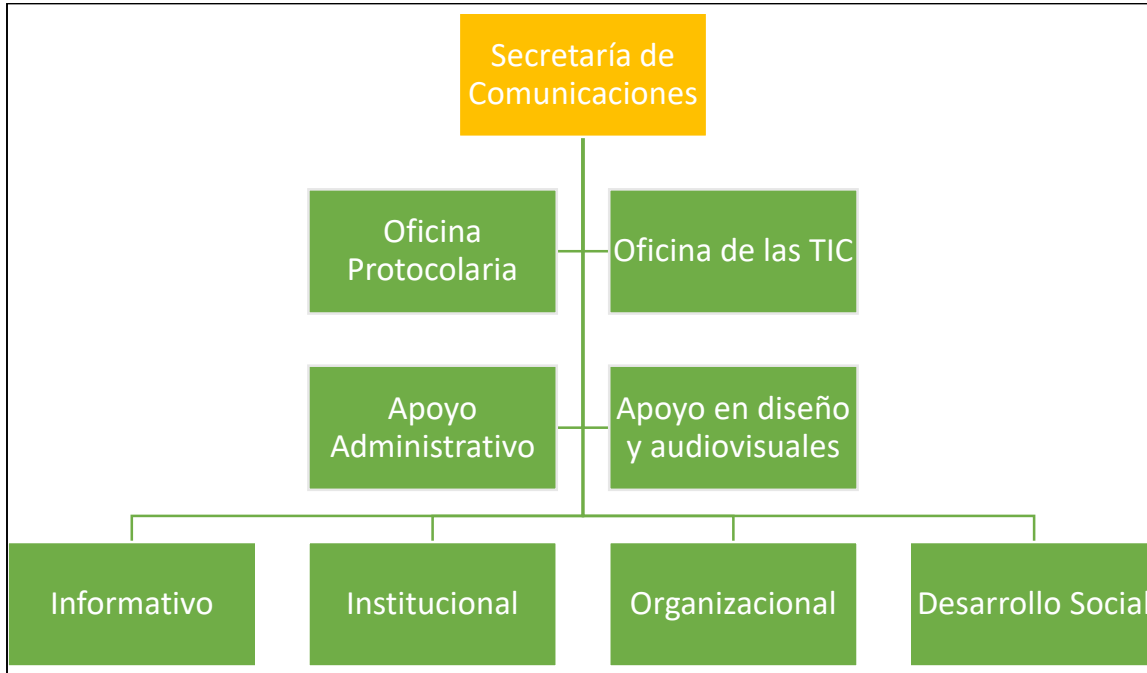 Secretaría de
Comunicaciones
Oficina
Protocolaria
Oficina de las TIC
Apoyo
Administrativo
Apoyo en diseño
y audiovisuales
Informativo
Institucional
Organizacional
Desarrollo Social